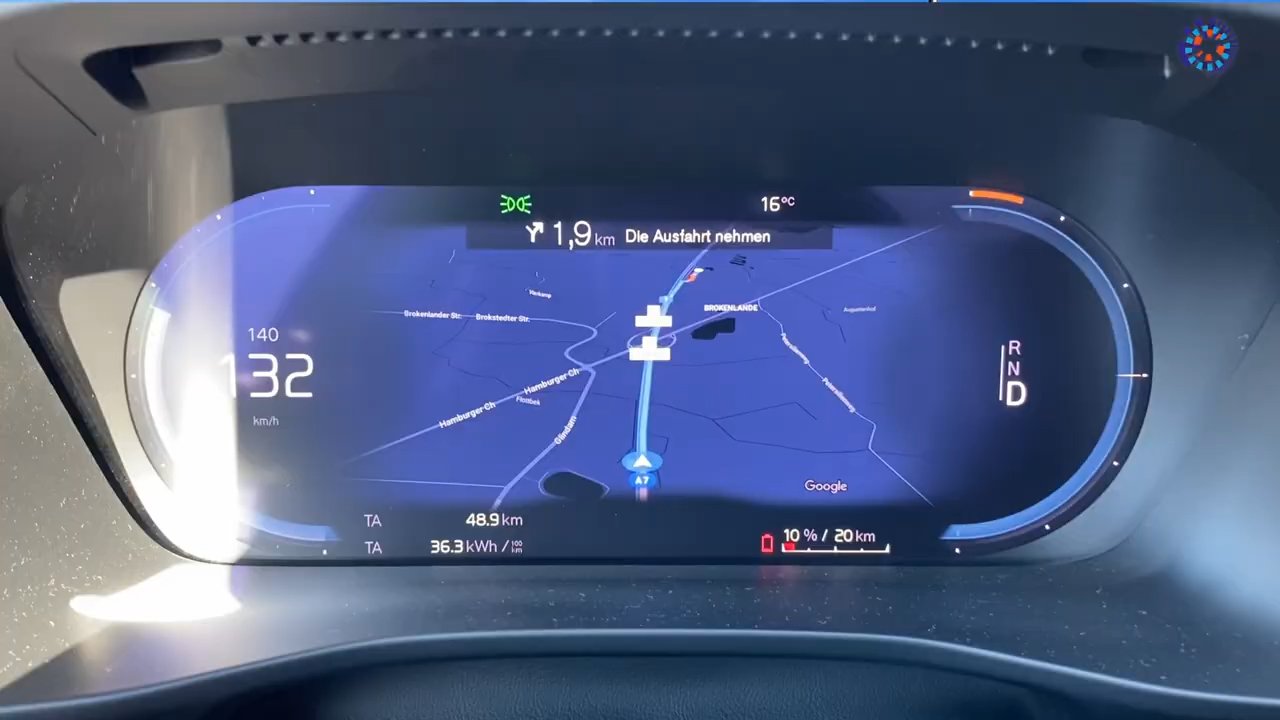 16°C
1,9 km Die Ausfahrt nehmen
Brokenlander Str.
Brokstedter Str.
BROKENLANDE
140
132
km/h
Hamburger Ch
Hamburger Ch
Flottbek
R
N
D
A7
Google
TA 48.9 km
TA 36.3 kWh / 100 km
10 % / 20 km